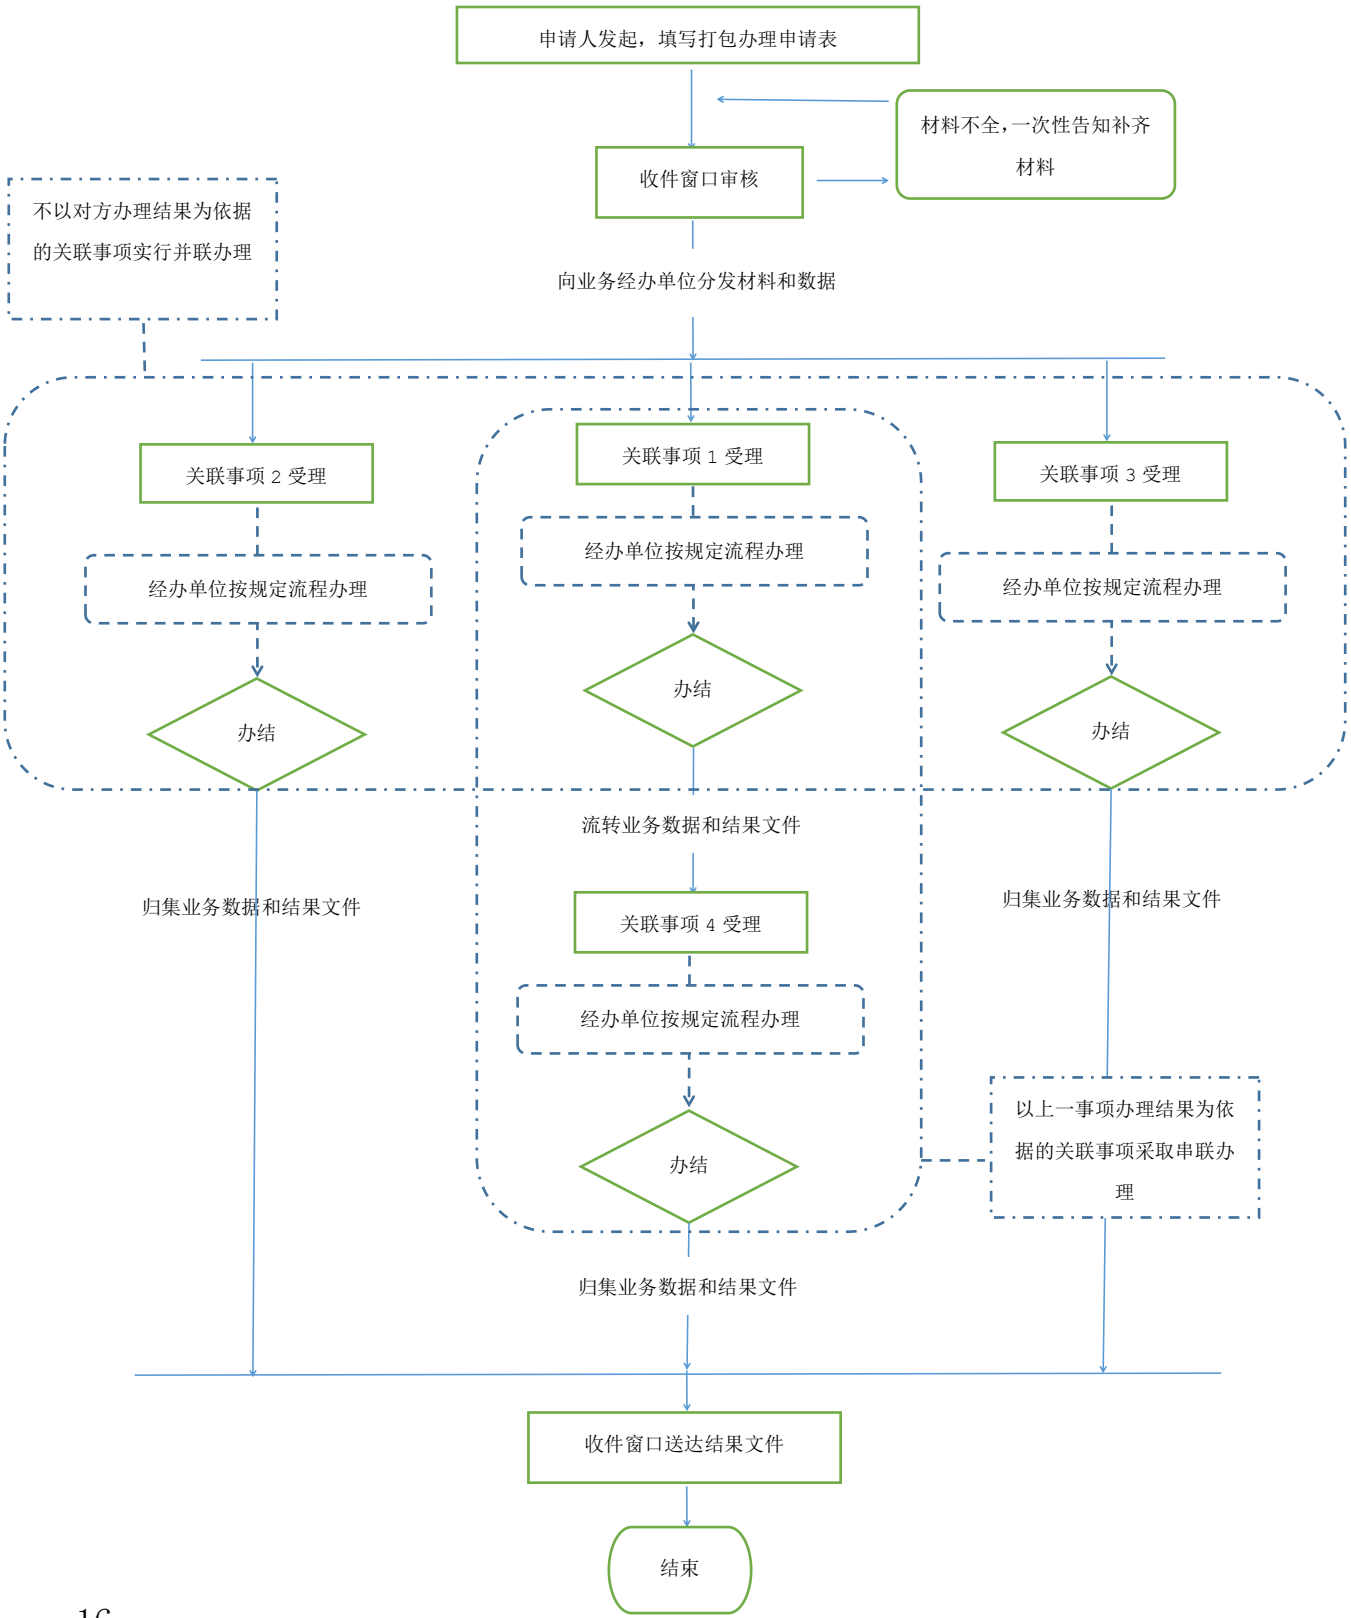 申请人发起，填写打包办理申请表
材料不全，一次性告知补齐
材料
收件窗口审核
不以对方办理结果为依据
的关联事项实行并联办理
向业务经办单位分发材料和数据
关联事项 2 受理
关联事项 1 受理
关联事项 3 受理
经办单位按规定流程办理
经办单位按规定流程办理
经办单位按规定流程办理
办结
办结
办结
流转业务数据和结果文件
归集业务数据和结果文件
归集业务数据和结果文件
关联事项 4 受理
经办单位按规定流程办理
以上一事项办理结果为依
据的关联事项采取串联办
理
办结
归集业务数据和结果文件
收件窗口送达结果文件
结束
16